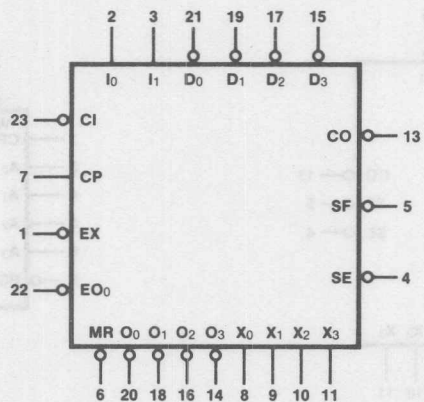 2 3 21 19 17 15
I₀ I₁ D₀ D₁ D₂ D₃
23 CI
CO 13
7 CP
SF 5
1 EX
SE 4
22 EO₀
MR O₀ O₁ O₂ O₃ X₀ X₁ X₂ X₃
6 20 18 16 14 8 9 10 11